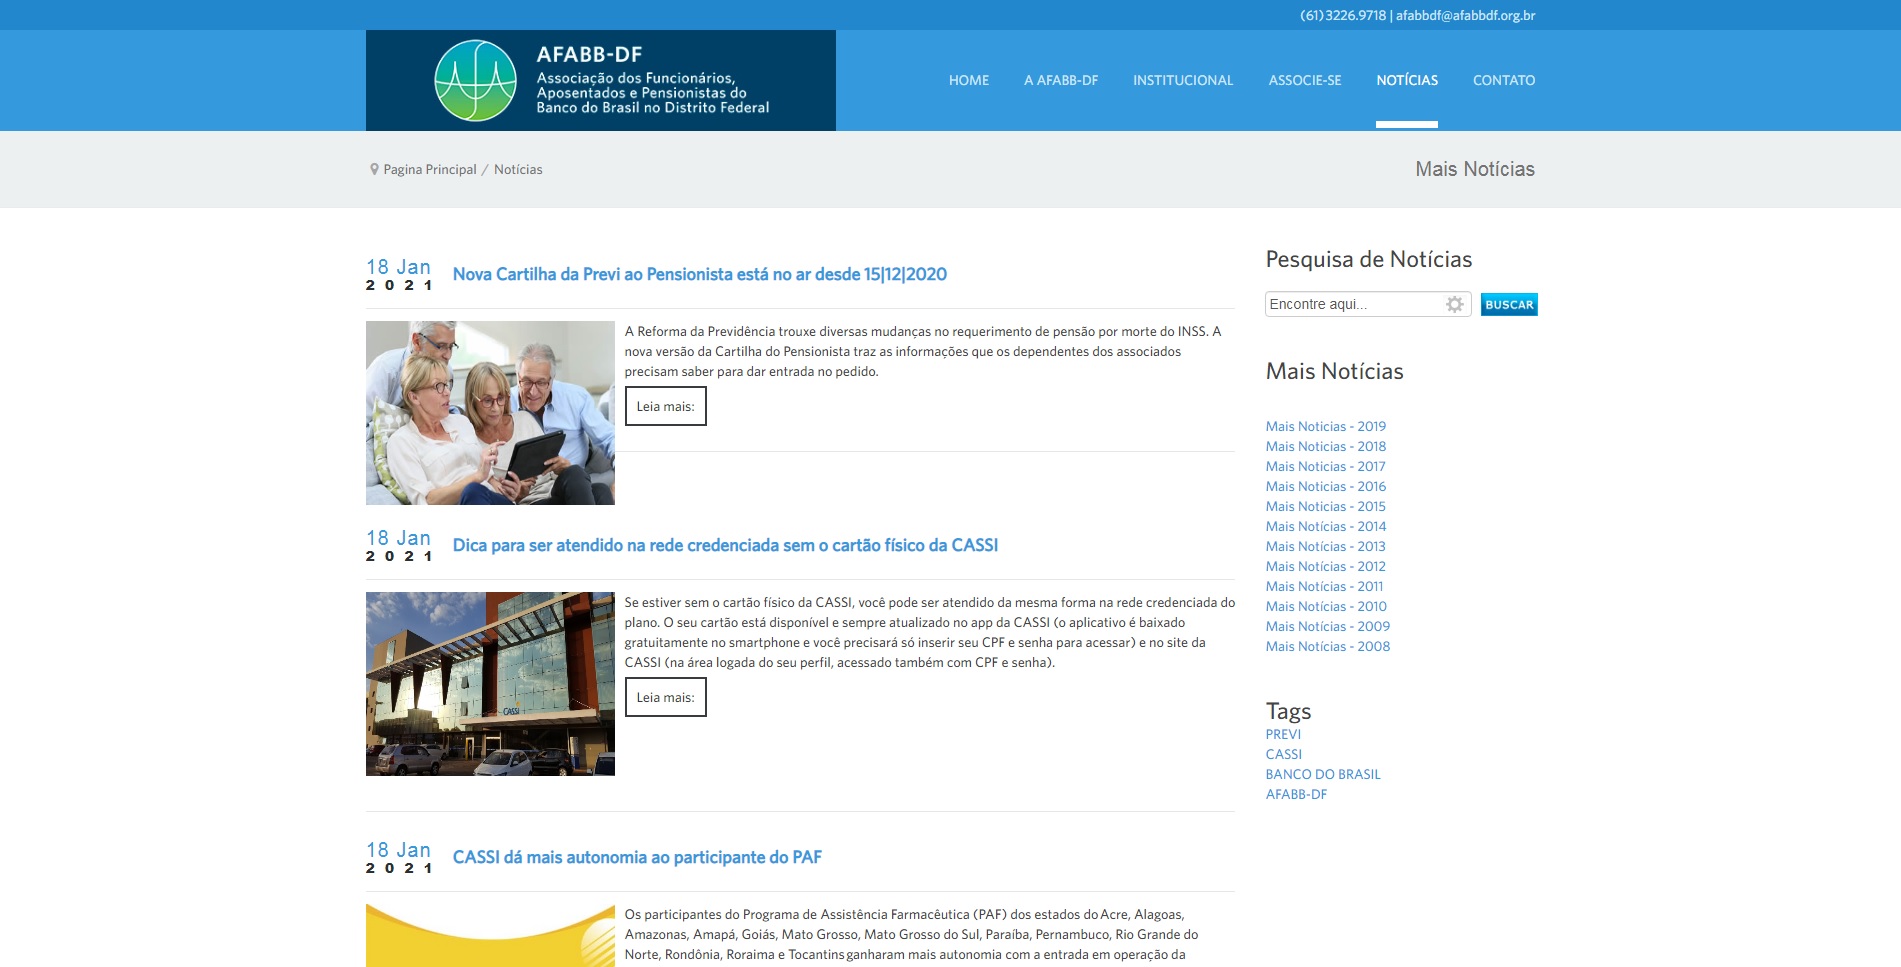 (61)3226.9718 | afabbdf@afabbdf.org.br
AFABB-DF
Associação dos Funcionários,
Aposentados e Pensionistas do
Banco do Brasil no Distrito Federal
HOME
A AFABB-DF
INSTITUCIONAL
ASSOCIE-SE
NOTÍCIAS
CONTATO
Pagina Principal / Notícias
Mais Notícias
18 Jan
2021
Nova Cartilha da Previ ao Pensionista está no ar desde 15|12|2020
A Reforma da Previdência trouxe diversas mudanças no requerimento de pensão por morte do INSS. A
nova versão da Cartilha do Pensionista traz as informações que os dependentes dos associados
precisam saber para dar entrada no pedido.
Leia mais:
18 Jan
2021
Dica para ser atendido na rede credenciada sem o cartão físico da CASSI
CASSI
Se estiver sem o cartão físico da CASSI, você pode ser atendido da mesma forma na rede credenciada do
plano. O seu cartão está disponível e sempre atualizado no app da CASSI (o aplicativo é baixado
gratuitamente no smartphone e você precisará só inserir seu CPF e senha para acessar) e no site da
CASSI (na área logada do seu perfil, acessado também com CPF e senha).
Leia mais:
18 Jan
2021
CASSI dá mais autonomia ao participante do PAF
Os participantes do Programa de Assistência Farmacêutica (PAF) dos estados do Acre, Alagoas,
Amazonas, Amapá, Goiás, Mato Grosso, Mato Grosso do Sul, Paraíba, Pernambuco, Rio Grande do
Norte, Rondônia, Roraima e Tocantins ganharam mais autonomia com a entrada em operação da
Pesquisa de Notícias
Encontre aqui...
BUSCAR
Mais Notícias
Mais Noticias - 2019
Mais Noticias - 2018
Mais Noticias - 2017
Mais Noticias - 2016
Mais Noticias - 2015
Mais Notícias - 2014
Mais Notícias - 2013
Mais Notícias - 2012
Mais Notícias - 2011
Mais Notícias - 2010
Mais Notícias - 2009
Mais Notícias - 2008
Tags
PREVI
CASSI
BANCO DO BRASIL
AFABB-DF